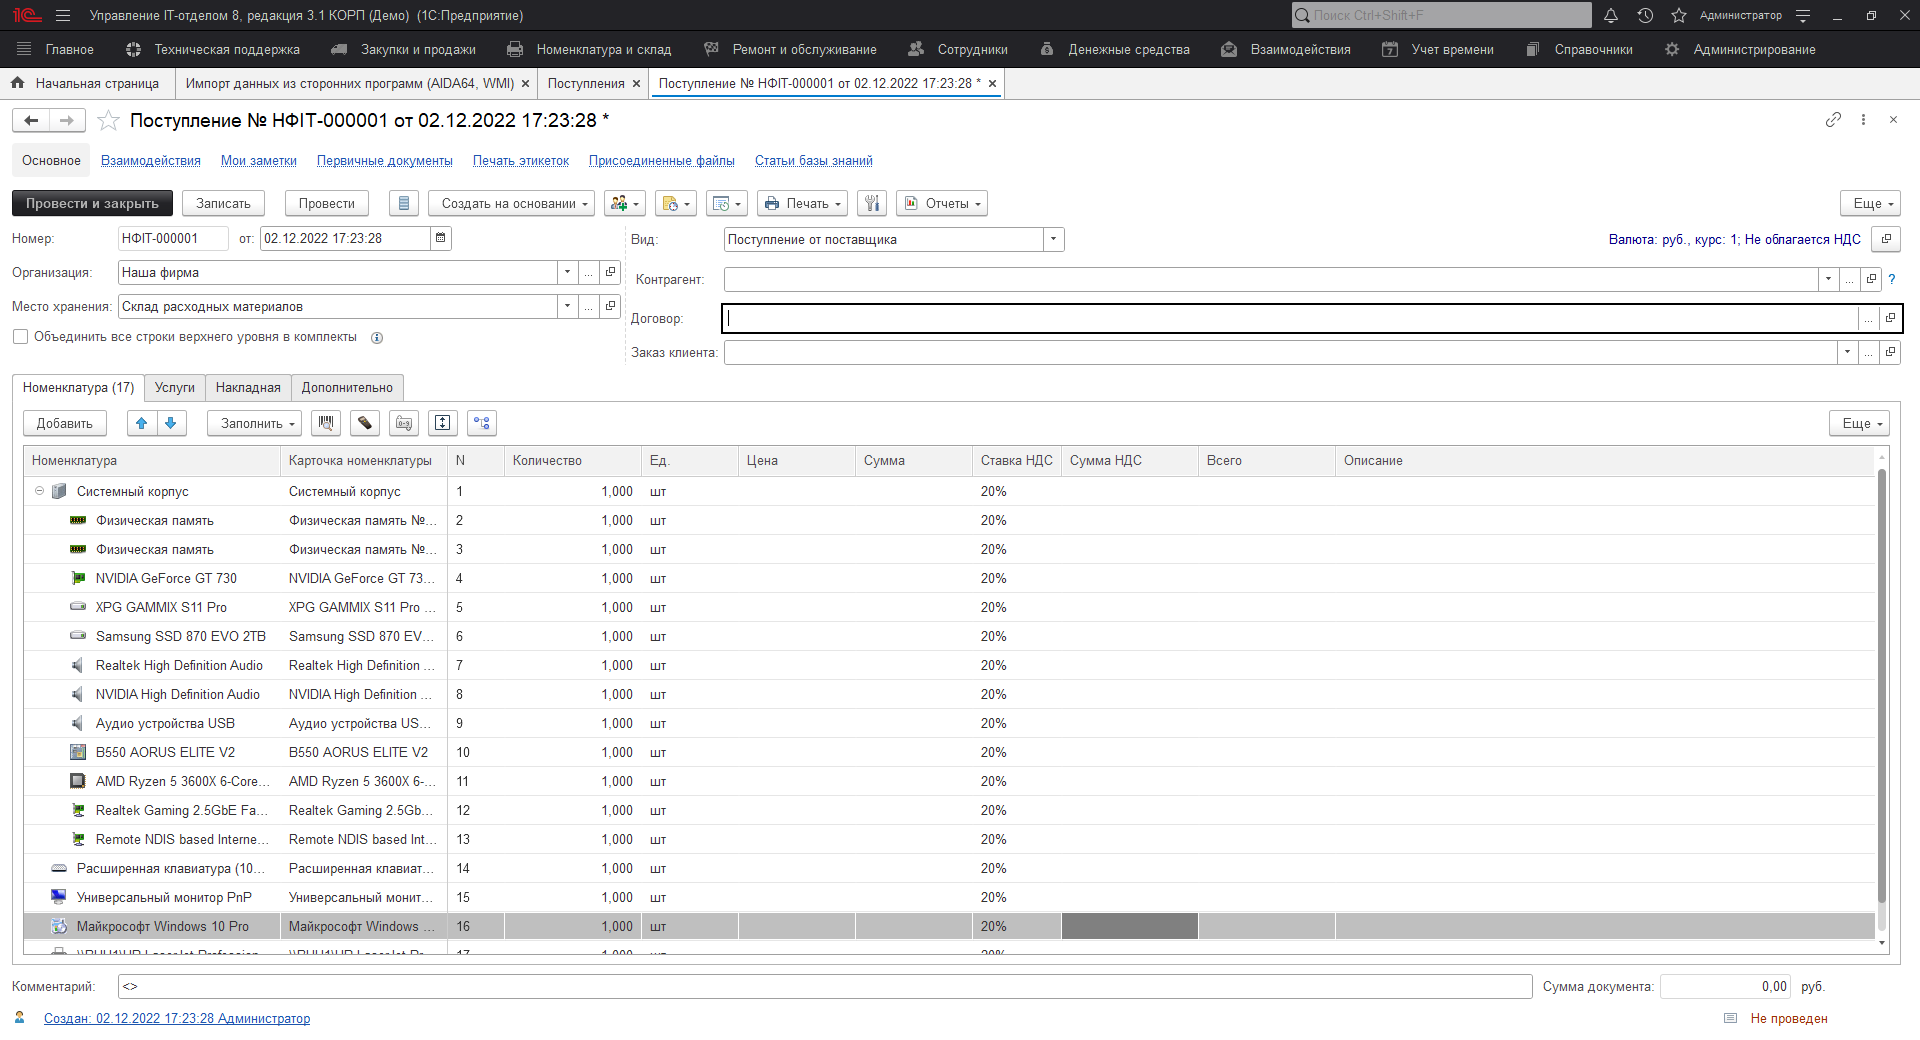 1С Управление IT-отделом 8, редакция 3.1 КОРП (Демо) (1С:Предприятие) Поиск Ctrl+Shift+F Администратор
Главное Техническая поддержка Закупки и продажи Номенклатура и склад Ремонт и обслуживание Сотрудники Денежные средства Взаимодействия Учет времени Справочники Администрирование
Начальная страница Импорт данных из сторонних программ (AIDA64, WMI) × Поступления × Поступление № НФIT-000001 от 02.12.2022 17:23:28 * ×
Поступление № НФIT-000001 от 02.12.2022 17:23:28 *
Основное Взаимодействия Мои заметки Первичные документы Печать этикеток Присоединенные файлы Статьи базы знаний
Провести и закрыть Записать Провести Создать на основании Печать Отчеты Еще
Номер: НФIT-000001 от: 02.12.2022 17:23:28 Вид: Поступление от поставщика Валюта: руб., курс: 1; Не облагается НДС
Организация: Наша фирма ... Контрагент: ... ?
Место хранения: Склад расходных материалов ... Договор: ...
Объединить все строки верхнего уровня в комплекты Заказ клиента: ...
Номенклатура (17) Услуги Накладная Дополнительно
Добавить Заполнить Еще
Номенклатура Карточка номенклатуры N Количество Ед. Цена Сумма Ставка НДС Сумма НДС Всего Описание
Системный корпус Системный корпус 1 1,000 шт 20%
Физическая память Физическая память №... 2 1,000 шт 20%
Физическая память Физическая память №... 3 1,000 шт 20%
NVIDIA GeForce GT 730 NVIDIA GeForce GT 73... 4 1,000 шт 20%
XPG GAMMIX S11 Pro XPG GAMMIX S11 Pro ... 5 1,000 шт 20%
Samsung SSD 870 EVO 2TB Samsung SSD 870 EV... 6 1,000 шт 20%
Realtek High Definition Audio Realtek High Definition ... 7 1,000 шт 20%
NVIDIA High Definition Audio NVIDIA High Definition ... 8 1,000 шт 20%
Аудио устройства USB Аудио устройства US... 9 1,000 шт 20%
B550 AORUS ELITE V2 B550 AORUS ELITE V2 10 1,000 шт 20%
AMD Ryzen 5 3600X 6-Core... AMD Ryzen 5 3600X 6-... 11 1,000 шт 20%
Realtek Gaming 2.5GbE Fa... Realtek Gaming 2.5Gb... 12 1,000 шт 20%
Remote NDIS based Interne... Remote NDIS based Int... 13 1,000 шт 20%
Расширенная клавиатура (10... Расширенная клавиат... 14 1,000 шт 20%
Универсальный монитор PnP Универсальный монит... 15 1,000 шт 20%
Майкрософт Windows 10 Pro Майкрософт Windows ... 16 1,000 шт 20%
17 1,000 шт 20%
Комментарий: <> Сумма документа: 0,00 руб.
Создан: 02.12.2022 17:23:28 Администратор Не проведен